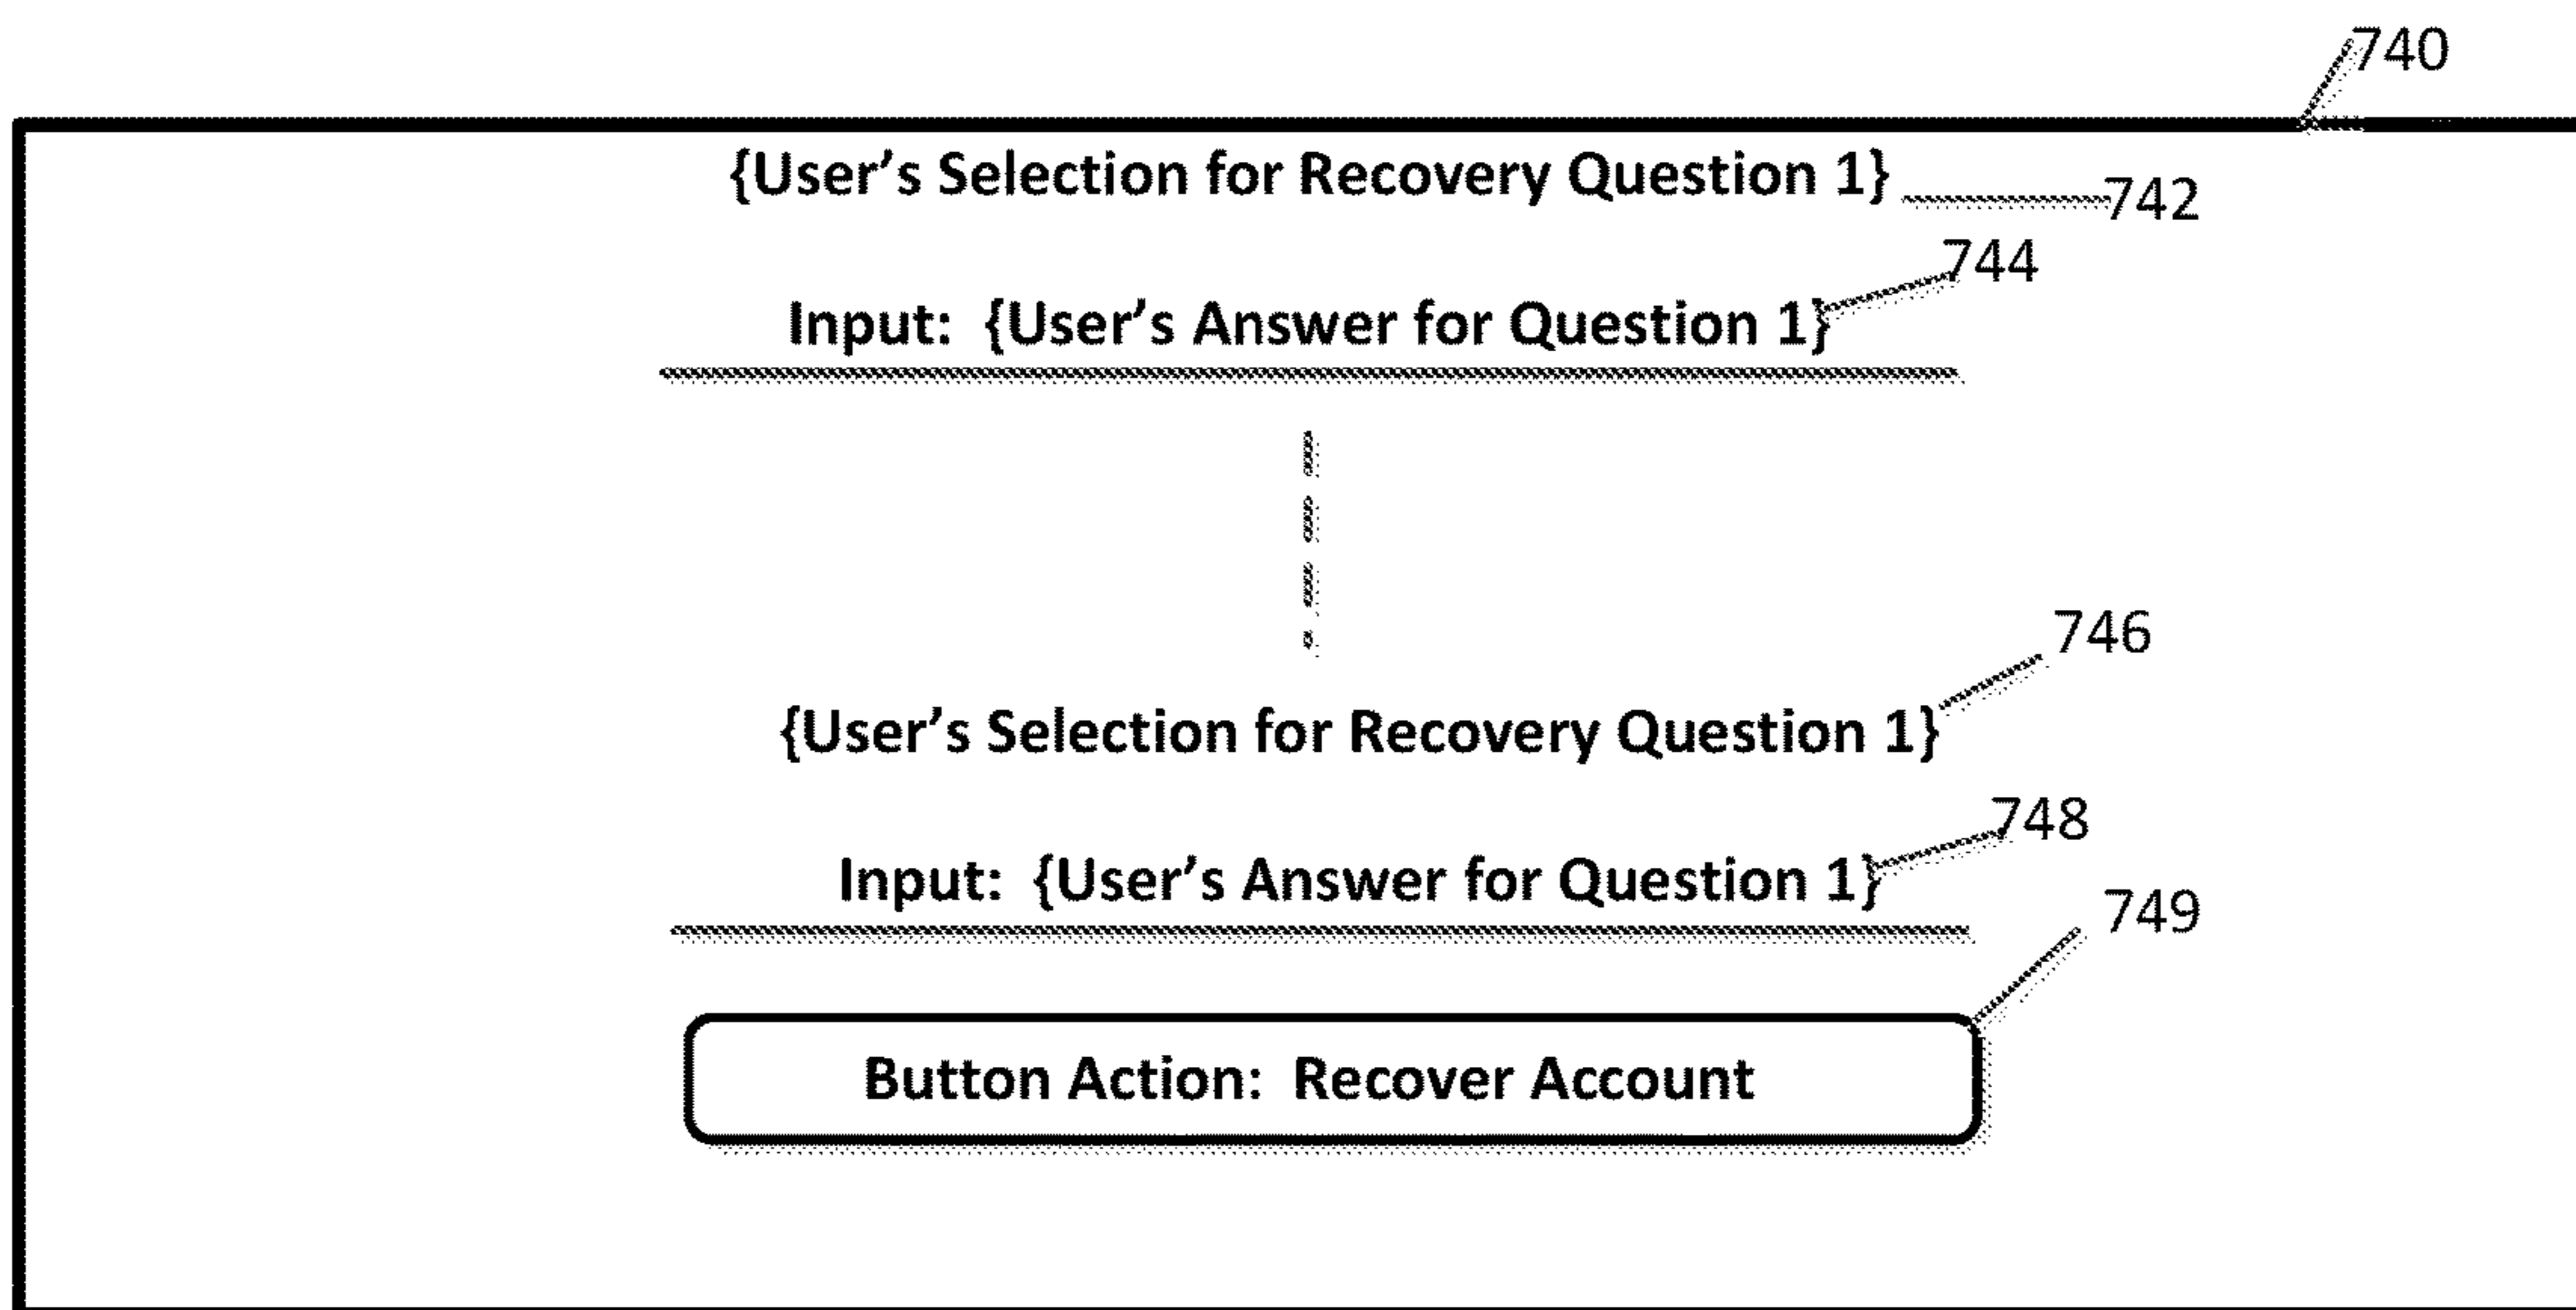 740
{User’s Selection for Recovery Question 1}
742
744
Input: {User’s Answer for Question 1}
746
{User’s Selection for Recovery Question 1}
748
Input: {User’s Answer for Question 1}
749
Button Action: Recover Account